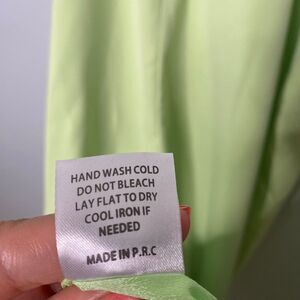 HAND WASH COLD
DO NOT BLEACH
LAY FLAT TO DRY
COOL IRON IF
NEEDED
MADE IN P.R.C